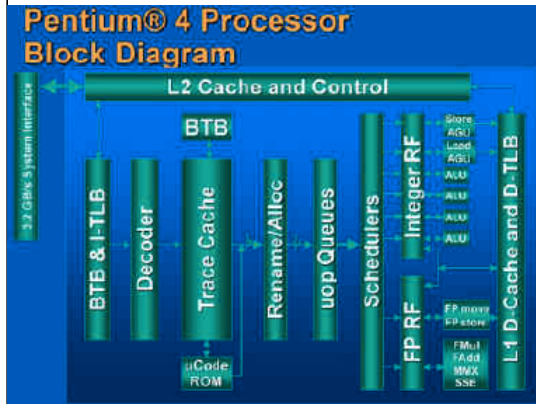 Pentium® 4 Processor
Block Diagram
3.2 GB/s System Interface
L2 Cache and Control
BTB
BTB & I-TLB
Decoder
Trace Cache
µCode
ROM
Rename/Alloc
uop Queues
Schedulers
Integer RF
FP RF
Store
AGU
Load
AGU
ALU
ALU
ALU
ALU
FP move
FP store
FMul
FAdd
MMX
SSE
L1 D-Cache and D-TLB